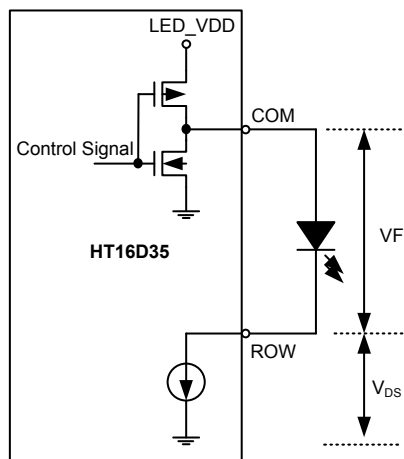 LED_VDD
COM
Control Signal
VF
HT16D35
ROW
VDS